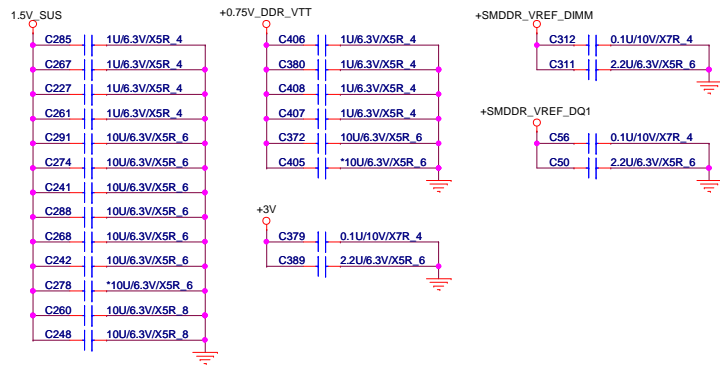 1.5V_SUS
C285 1U/6.3V/X5R_4
C267 1U/6.3V/X5R_4
C227 1U/6.3V/X5R_4
C261 1U/6.3V/X5R_4
C291 10U/6.3V/X5R_6
C274 10U/6.3V/X5R_6
C241 10U/6.3V/X5R_6
C288 10U/6.3V/X5R_6
C268 10U/6.3V/X5R_6
C242 10U/6.3V/X5R_6
C278 *10U/6.3V/X5R_6
C260 10U/6.3V/X5R_8
C248 10U/6.3V/X5R_8
+0.75V_DDR_VTT
C406 1U/6.3V/X5R_4
C380 1U/6.3V/X5R_4
C408 1U/6.3V/X5R_4
C407 1U/6.3V/X5R_4
C372 10U/6.3V/X5R_6
C405 *10U/6.3V/X5R_6
+3V
C379 0.1U/10V/X7R_4
C389 2.2U/6.3V/X5R_6
+SMDDR_VREF_DIMM
C312 0.1U/10V/X7R_4
C311 2.2U/6.3V/X5R_6
+SMDDR_VREF_DQ1
C56 0.1U/10V/X7R_4
C50 2.2U/6.3V/X5R_6